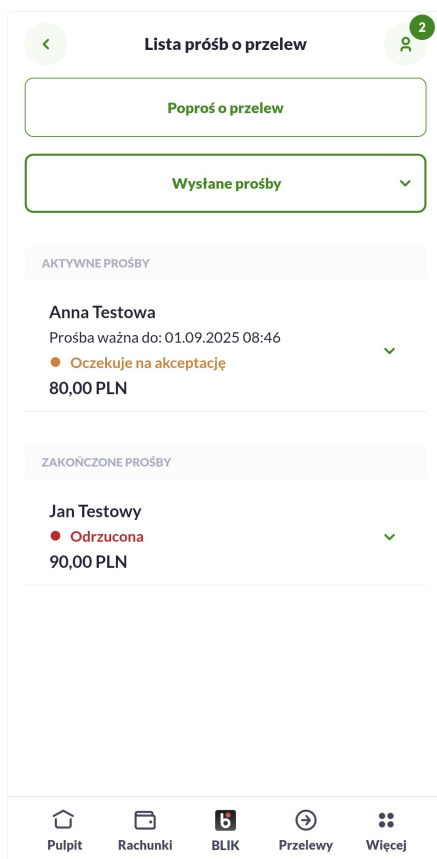 2
Lista próśb o przelew
Poproś o przelew
Wysłane prośby
AKTYWNE PROŚBY
Anna Testowa
Prośba ważna do: 01.09.2025 08:46
Oczekuje na akceptację
80,00 PLN
ZAKOŃCZONE PROŚBY
Jan Testowy
Odrzucona
90,00 PLN
Pulpit Rachunki BLIK Przelewy Więcej